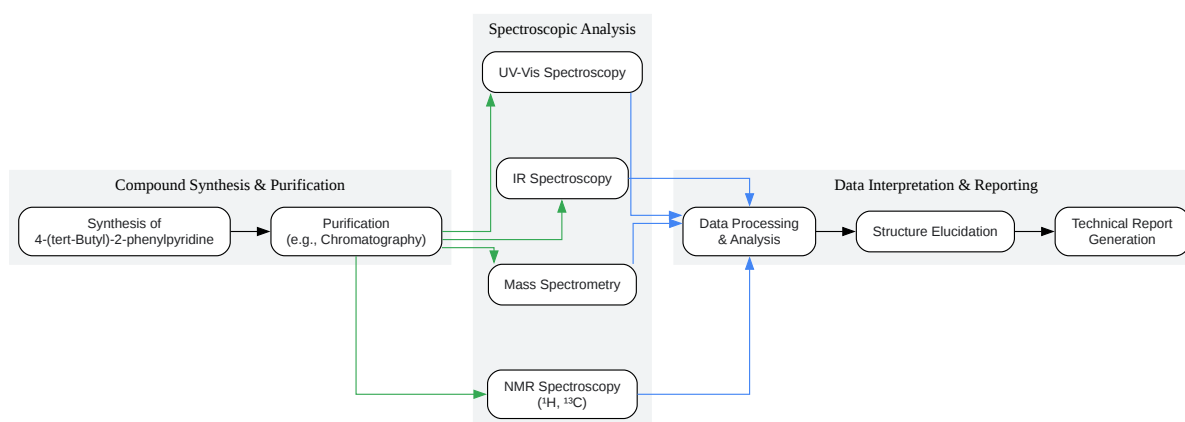 Spectroscopic Analysis
UV-Vis Spectroscopy
IR Spectroscopy
Mass Spectrometry
NMR Spectroscopy
(¹H, ¹³C)
Compound Synthesis & Purification
Synthesis of
4-(tert-Butyl)-2-phenylpyridine
Purification
(e.g., Chromatography)
Data Interpretation & Reporting
Data Processing
& Analysis
Structure Elucidation
Technical Report
Generation